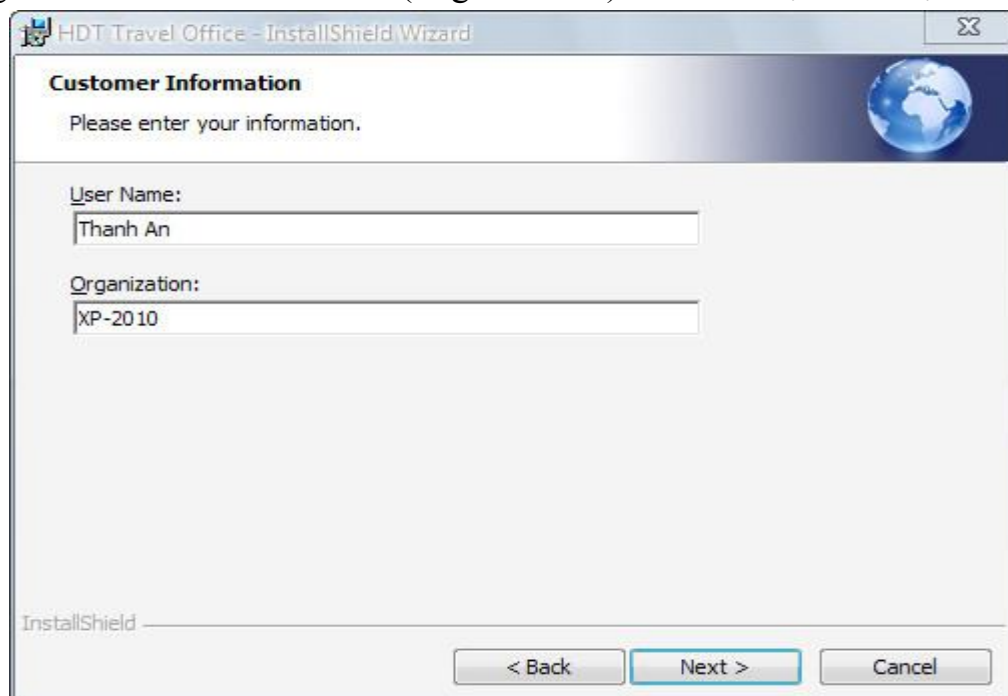 HDT Travel Office - InstallShield Wizard
Customer Information
Please enter your information.
User Name:
Thanh An
Organization:
XP-2010
InstallShield
< Back Next > Cancel